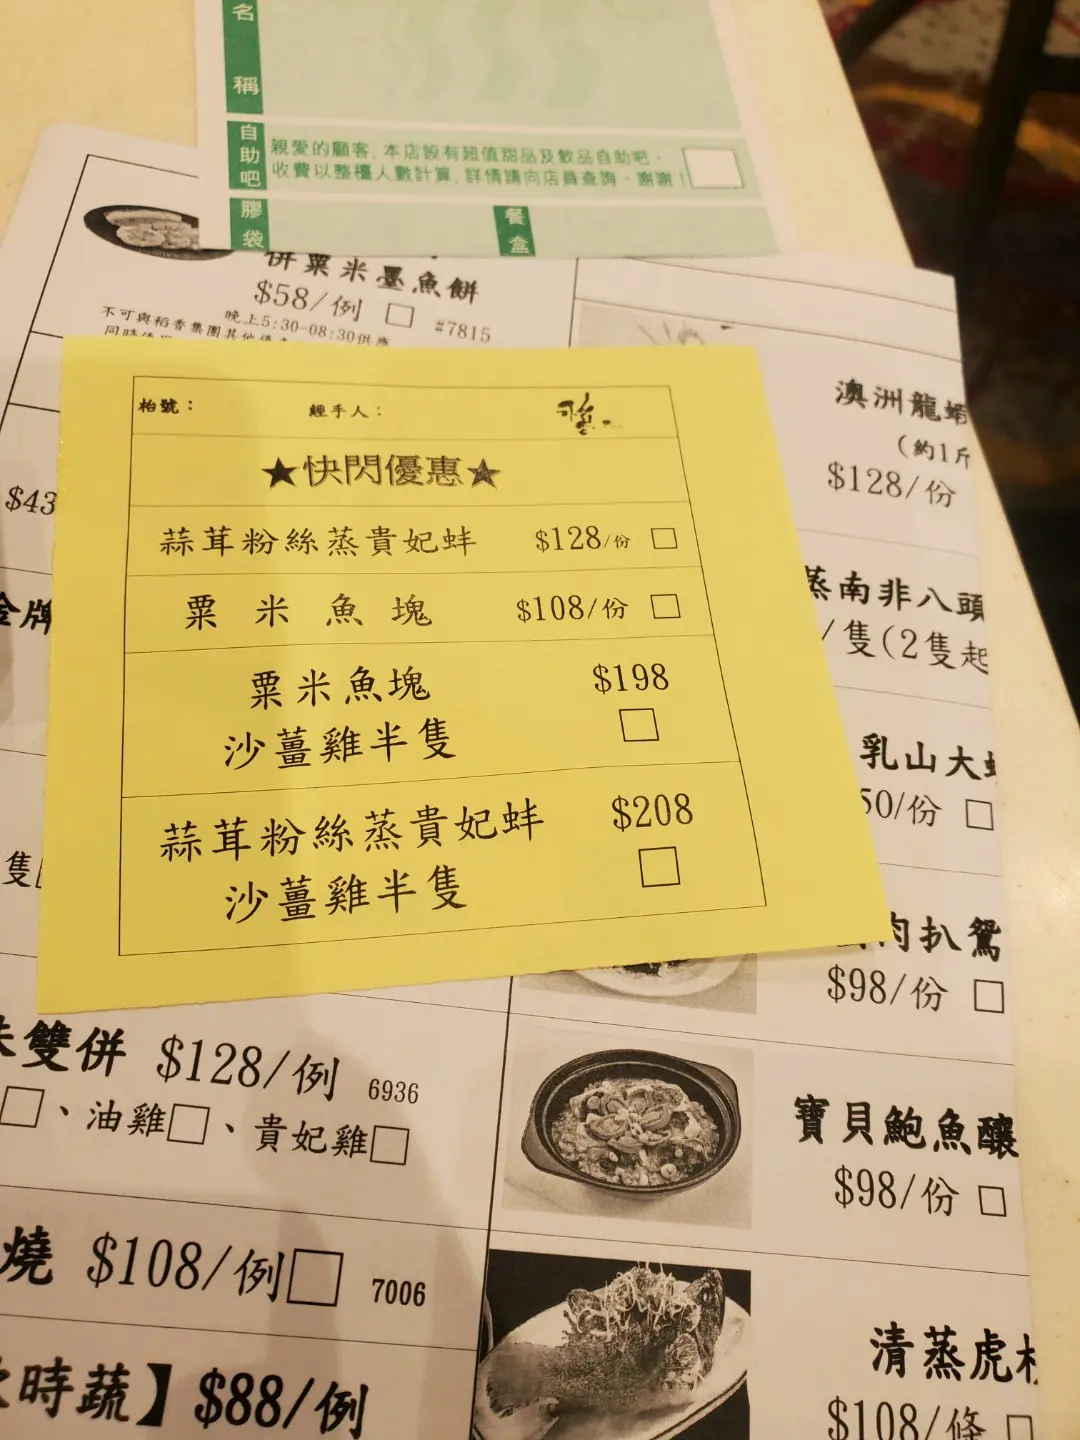 名稱
自助吧
親愛的顧客, 本店設有超值甜品及飲品自助吧。
收費以整檯人數計算, 詳情請向店員查詢。謝謝!
膠袋
餐盒
併粟米墨魚餅
$58/例 □ #7815
晚上5:30-08:30供應
不可與稻香集團其他優
枱號：
經手人：
★快閃優惠★
蒜茸粉絲蒸貴妃蚌 $128/份 □
粟米魚塊 $108/份 □
粟米魚塊 $198
沙薑雞半隻 □
蒜茸粉絲蒸貴妃蚌 $208
沙薑雞半隻 □
$43
金牌
隻
雙併 $128/例 6936
□、油雞□、貴妃雞□
燒 $108/例□ 7006
時蔬】$88/例
澳洲龍蝦
(約1斤
$128/份
蒸南非八頭
/隻(2隻起
乳山大
50/份 □
肉扒鴛
$98/份 □
寶貝鮑魚釀
$98/份 □
清蒸虎
$108/條 □